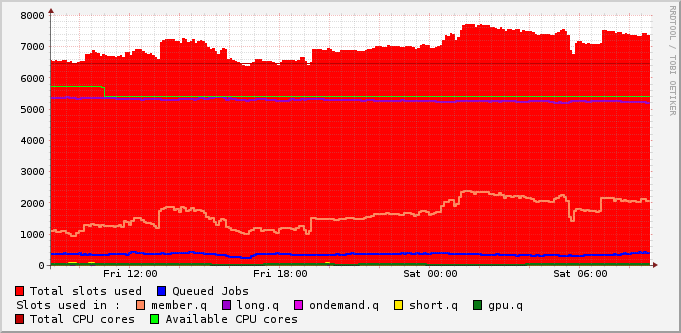 8000
7000
6000
5000
4000
3000
2000
1000
0
Fri 12:00 Fri 18:00 Sat 00:00 Sat 06:00
RRDTOOL / TOBI OETIKER
Total slots used Queued Jobs
Slots used in : member.q long.q ondemand.q short.q gpu.q
Total CPU cores Available CPU cores